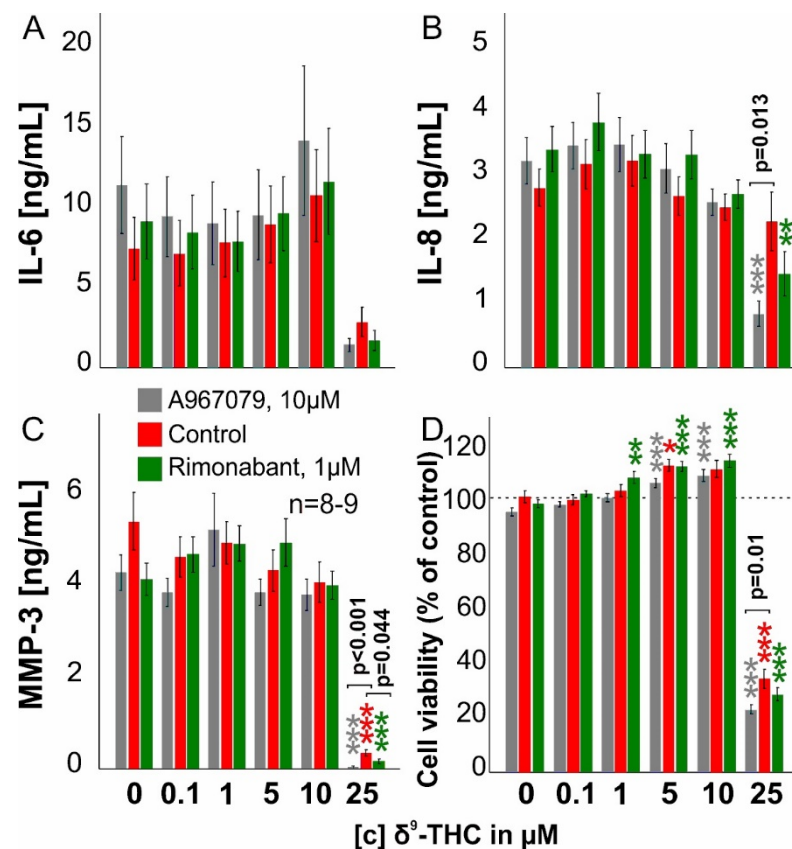 A
IL-6 [ng/mL]
20
15
10
5
0
B
IL-8 [ng/mL]
5
4
3
2
1
0
***
p=0.013
**
C
A967079, 10µM
Control
Rimonabant, 1µM
n=8-9
MMP-3 [ng/mL]
6
4
2
0
***
***
***
p<0.001
p=0.044
0 0.1 1 5 10 25
D
Cell viability (% of control)
120
100
80
60
40
20
0
**
***
*
***
***
***
p=0.01
***
***
***
0 0.1 1 5 10 25
[c] δ⁹-THC in µM